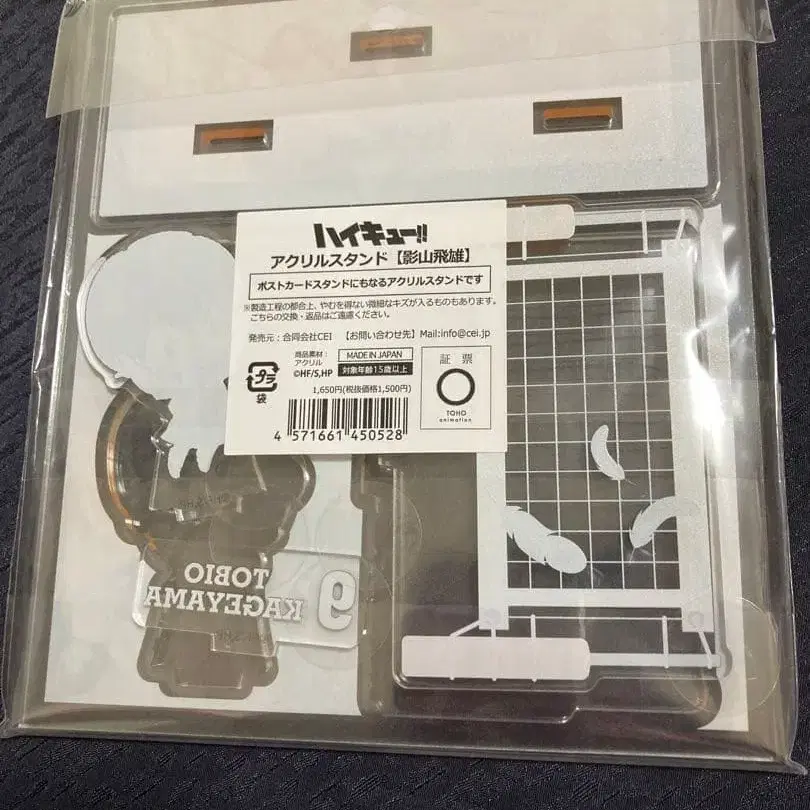 ハイキュー!!
アクリルスタンド【影山飛雄】
ポストカードスタンドにもなるアクリルスタンドです
※製造工程の都合上、やむを得ない微細なキズが入るものもあります。
こちらの交換・返品はご遠慮ください。
発売元：合同会社CEI 【お問い合わせ先】Mail:info@cei.jp
プラ
袋
商品素材：
アクリル
MADE IN JAPAN
©HF/S,HP
対象年齢15歳以上
1,650円(税抜価格1,500円)
4 571661 450528
証票
TOHO
animation
TOBIO
KAGEYAMA
9